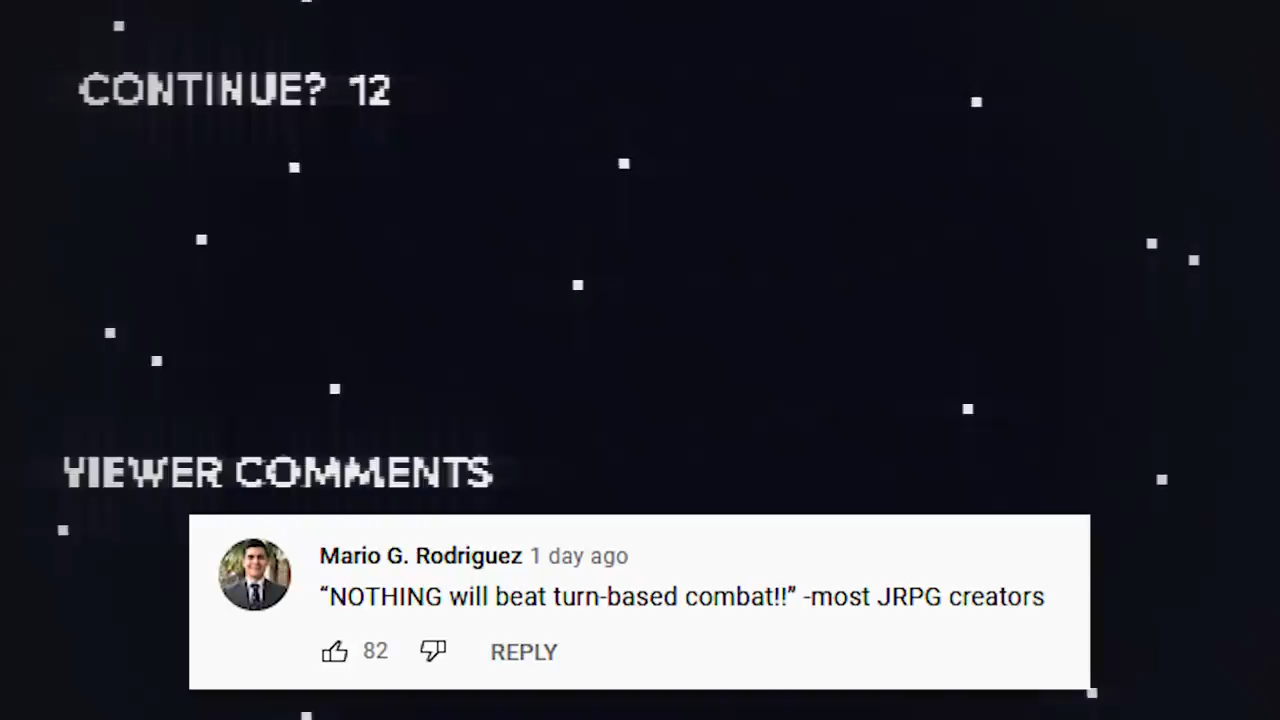 CONTINUE? 12
VIEWER COMMENTS
Mario G. Rodriguez 1 day ago
“NOTHING will beat turn-based combat!!” -most JRPG creators
82 REPLY